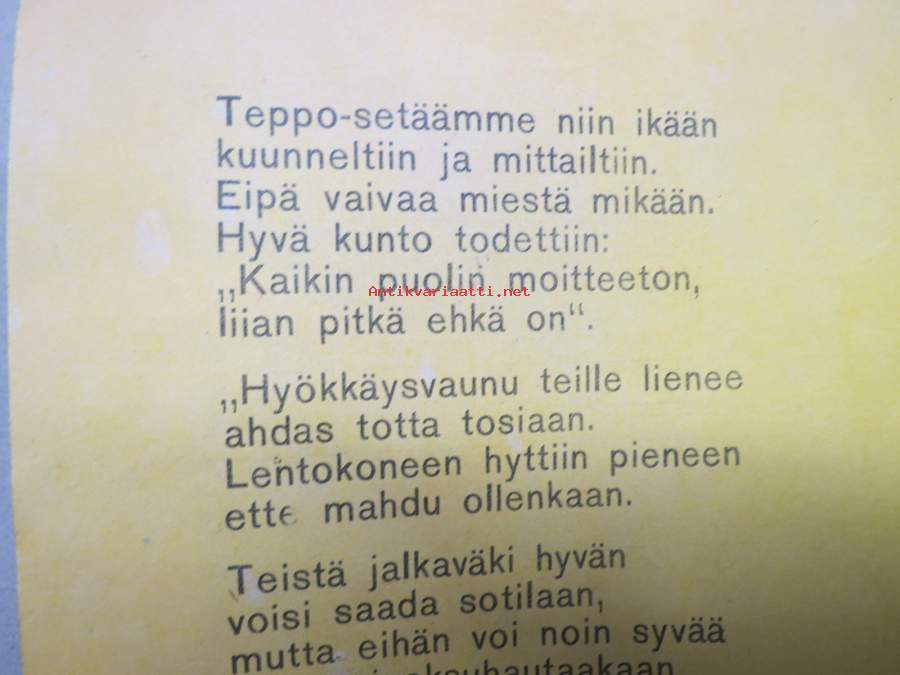 Teppo-setäämme niin ikään
kuunneltiin ja mittailtiin.
Eipä vaivaa miestä mikään.
Hyvä kunto todettiin:
„Kaikin puolin moitteeton,
Antikvariaatti.net
liian pitkä ehkä on“.
„Hyökkäysvaunu teille lienee
ahdas totta tosiaan.
Lentokoneen hyttiin pieneen
ette mahdu ollenkaan.
Teistä jalkaväki hyvän
voisi saada sotilaan,
mutta eihän voi noin syvää